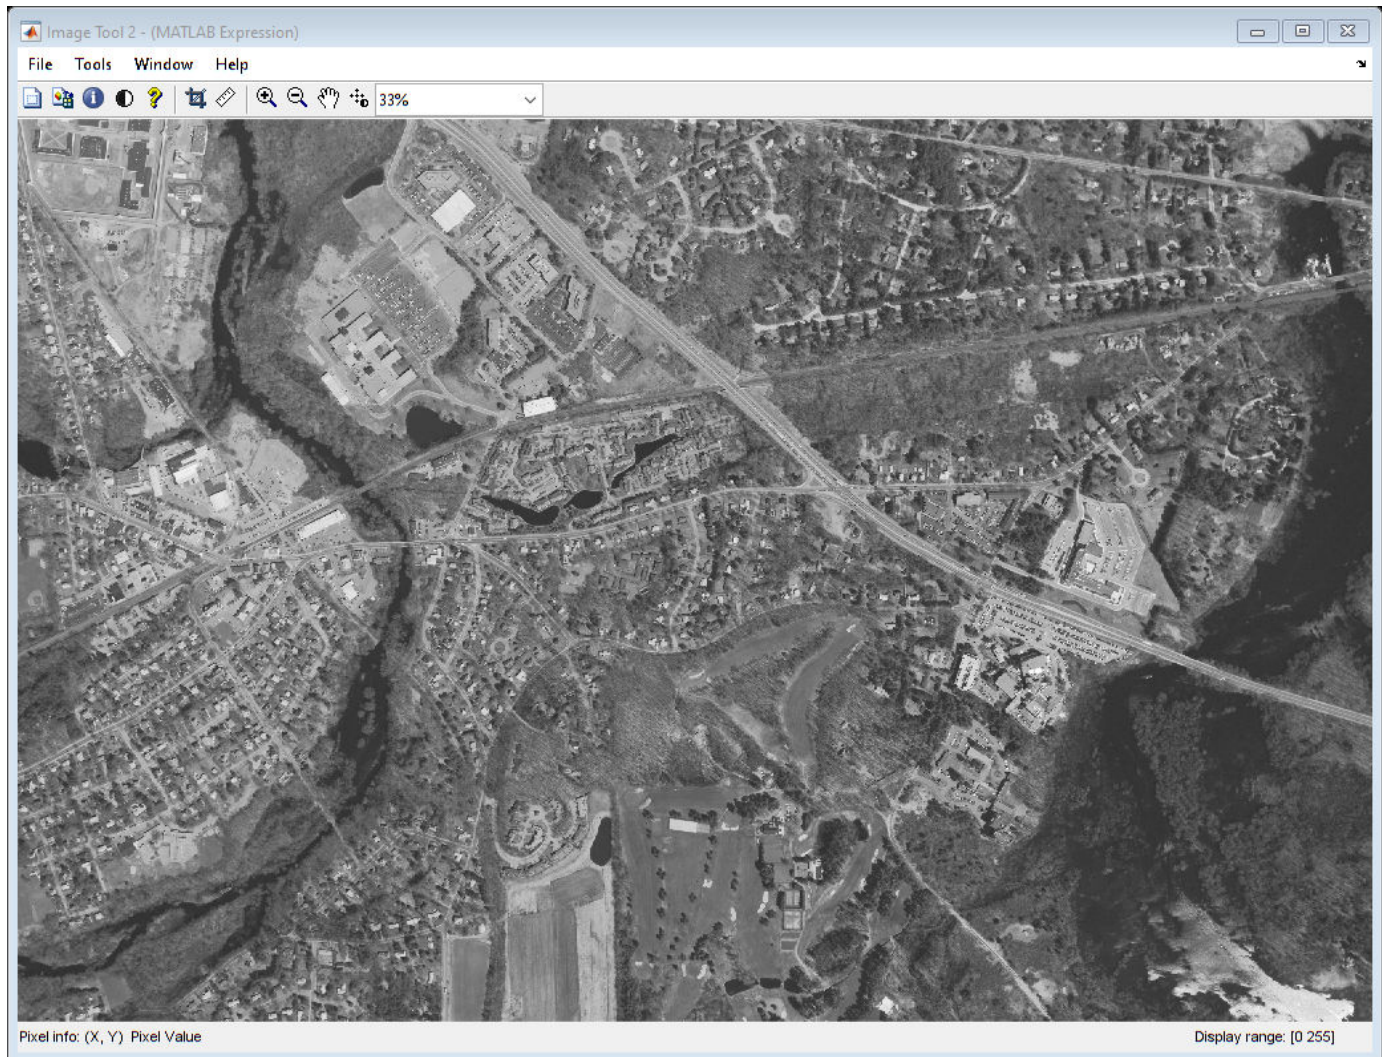 Image Tool 2 - (MATLAB Expression)
File Tools Window Help
33%
Pixel info: (X, Y) Pixel Value
Display range: [0 255]